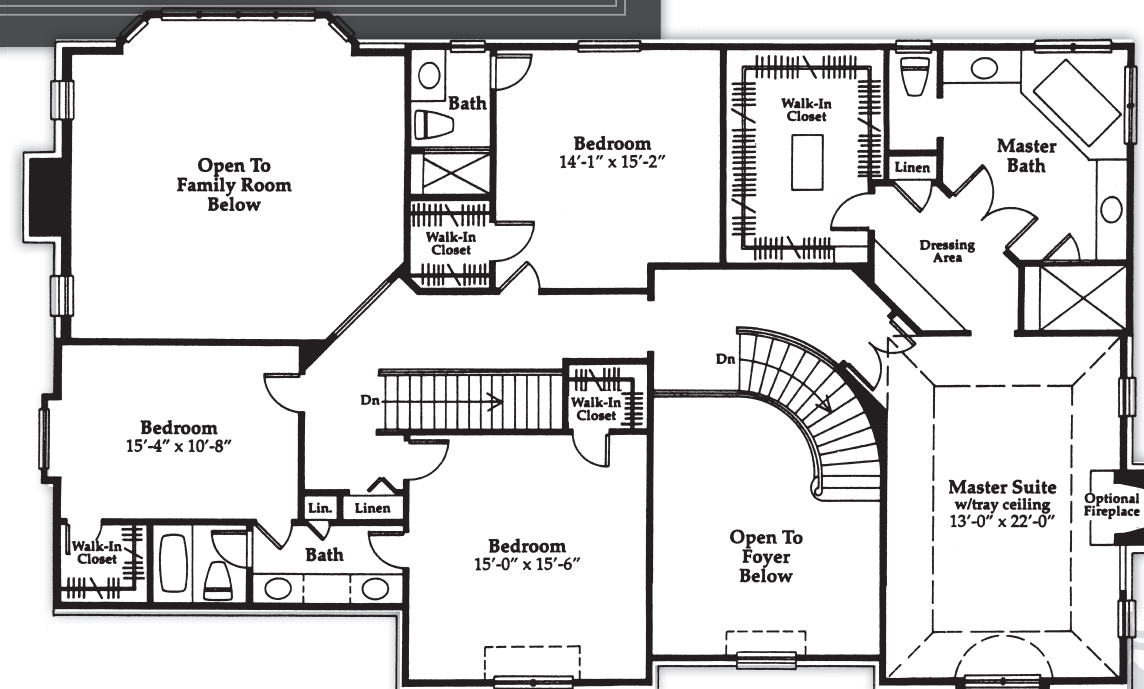 Open To
Family Room
Below
Bath
Walk-In
Closet
Bedroom
14'-1" x 15'-2"
Walk-In
Closet
Linen
Master
Bath
Dressing
Area
Bedroom
15'-4" x 10'-8"
Dn
Walk-In
Closet
Dn
Lin.
Linen
Walk-In
Closet
Bath
Bedroom
15'-0" x 15'-6"
Open To
Foyer
Below
Master Suite
w/tray ceiling
13'-0" x 22'-0"
Optional
Fireplace